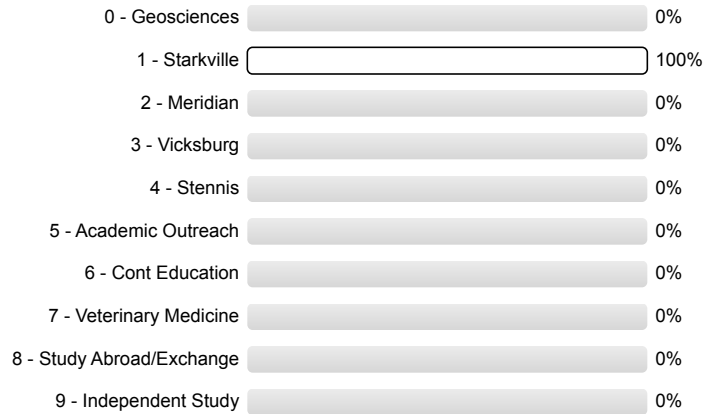 0 - Geosciences 0%
1 - Starkville 100%
2 - Meridian 0%
3 - Vicksburg 0%
4 - Stennis 0%
5 - Academic Outreach 0%
6 - Cont Education 0%
7 - Veterinary Medicine 0%
8 - Study Abroad/Exchange 0%
9 - Independent Study 0%